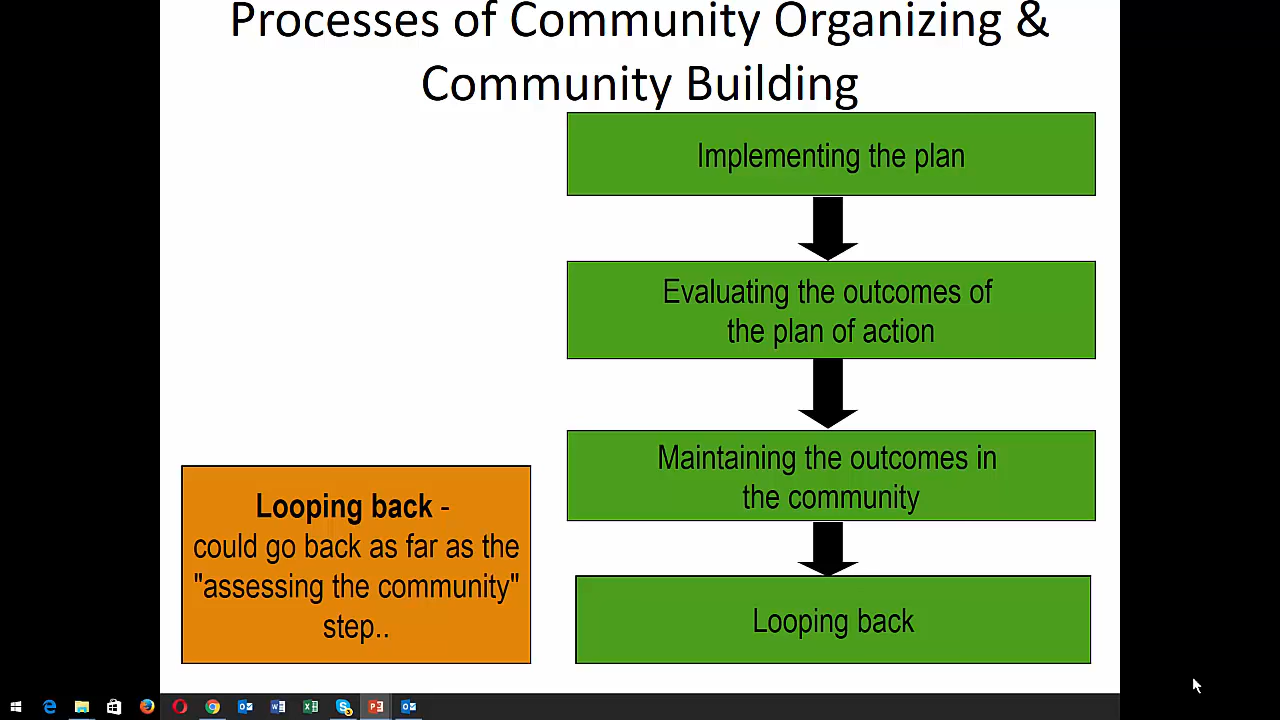 Processes of Community Organizing &
Community Building
Implementing the plan
Evaluating the outcomes of
the plan of action
Maintaining the outcomes in
the community
Looping back -
could go back as far as the
"assessing the community"
step..
Looping back